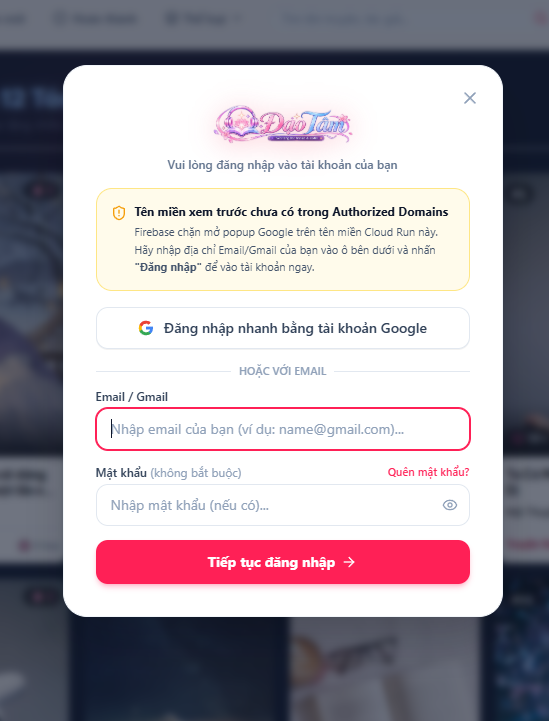 Đảo Tâm
Vui lòng đăng nhập vào tài khoản của bạn
Tên miền xem trước chưa có trong Authorized Domains
Firebase chặn mở popup Google trên tên miền Cloud Run này.
Hãy nhập địa chỉ Email/Gmail của bạn vào ô bên dưới và nhấn
"Đăng nhập" để vào tài khoản ngay.
Đăng nhập nhanh bằng tài khoản Google
HOẶC VỚI EMAIL
Email / Gmail
Nhập email của bạn (ví dụ: name@gmail.com)...
Mật khẩu (không bắt buộc) Quên mật khẩu?
Nhập mật khẩu (nếu có)...
Tiếp tục đăng nhập →